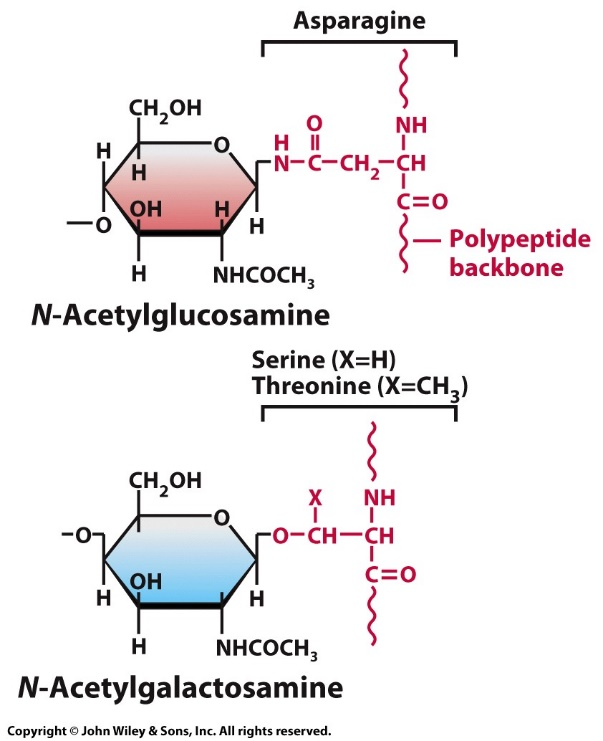 Asparagine
CH₂OH
O
H
H
N
O
C
CH₂
CH
NH
C=O
H
H
OH
H
H
O
H
NHCOCH₃
Polypeptide
backbone
N-Acetylglucosamine
Serine (X=H)
Threonine (X=CH₃)
CH₂OH
O
O
O
X
CH
CH
NH
C=O
H
OH
H
H
NHCOCH₃
N-Acetylgalactosamine
Copyright © John Wiley & Sons, Inc. All rights reserved.